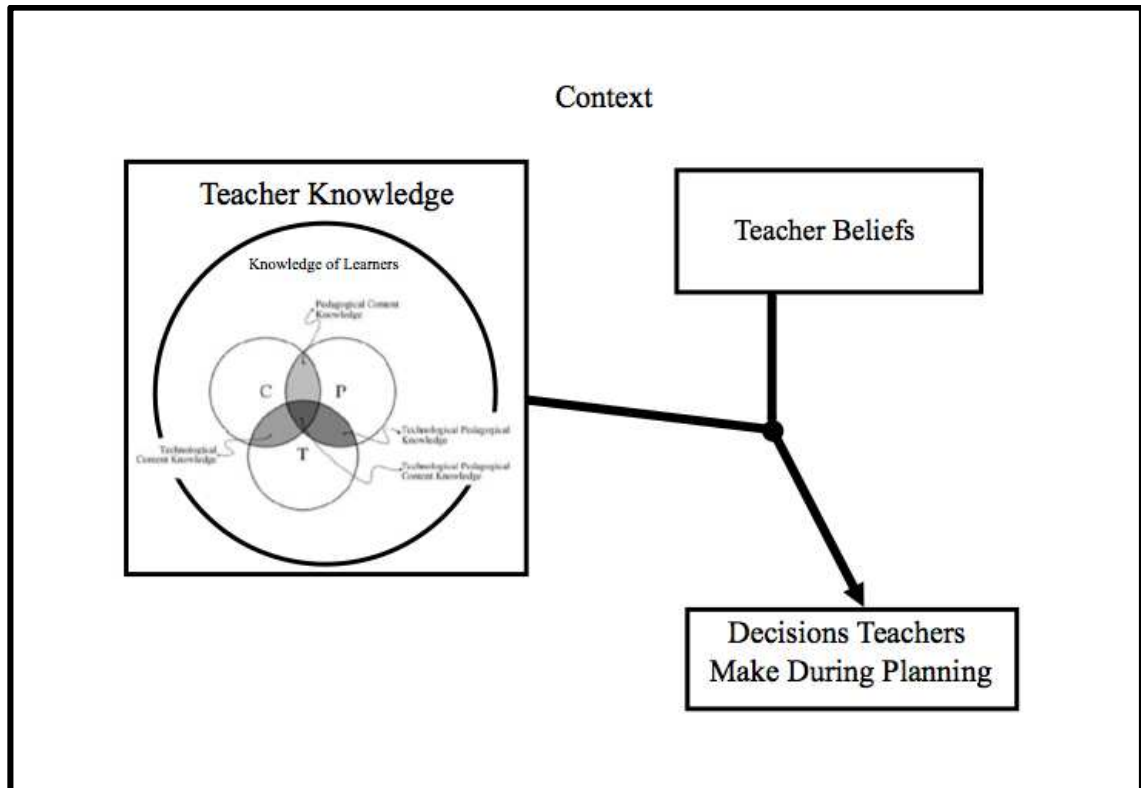 Context
Teacher Knowledge
Knowledge of Learners
Pedagogical Content
Knowledge
C
P
Technological
Content Knowledge
T
Technological Pedagogical
Knowledge
Technological Pedagogical
Content Knowledge
Teacher Beliefs
Decisions Teachers
Make During Planning